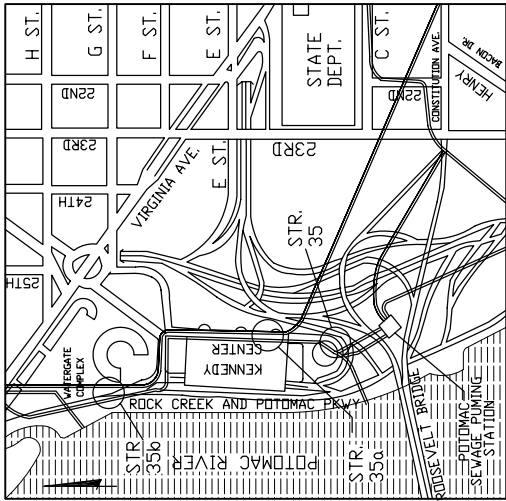 H ST.
G ST.
F ST.
E ST.
STATE
DEPT.
C ST.
CONSTITUTION AVE.
BACON DR.
HENRY
22ND
22ND
23RD
23RD
24TH
VIRGINIA AVE.
E ST.
25TH
STR.
35
WATERGATE
COMPLEX
KENNEDY
CENTER
ROCK CREEK AND POTOMAC PKWY
ROOSEVELT BRIDGE
STR.
35b
POTOMAC RIVER
STR.
35a
POTOMAC
SEWAGE PUMING
STATION